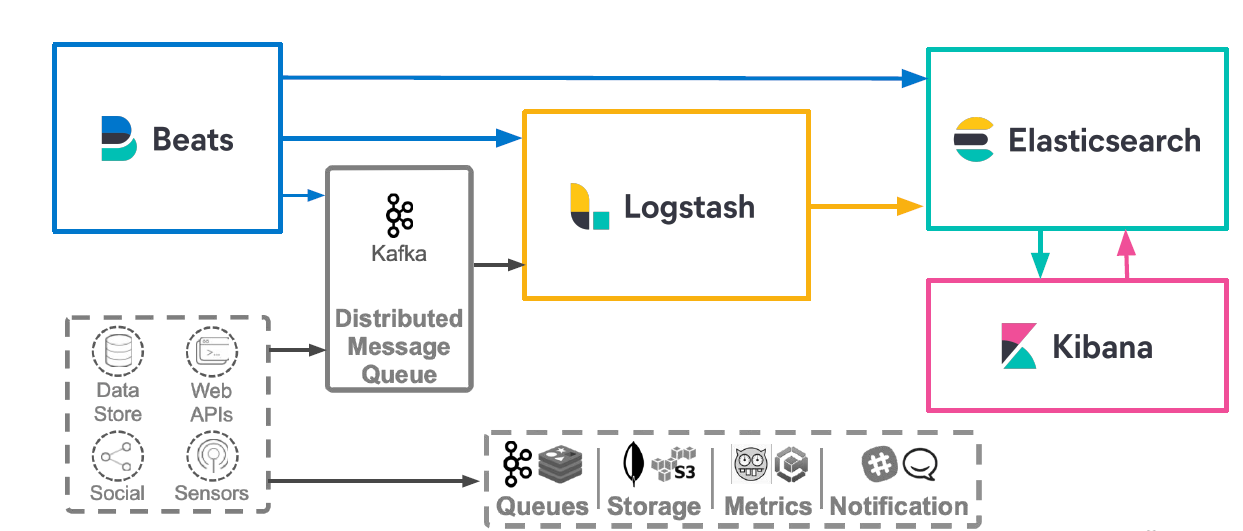 Beats
Elasticsearch
Logstash
Kafka
Distributed
Message
Queue
Kibana
Data
Store
Web
APIs
Social
Sensors
S3
Queues
Storage
Metrics
Notification